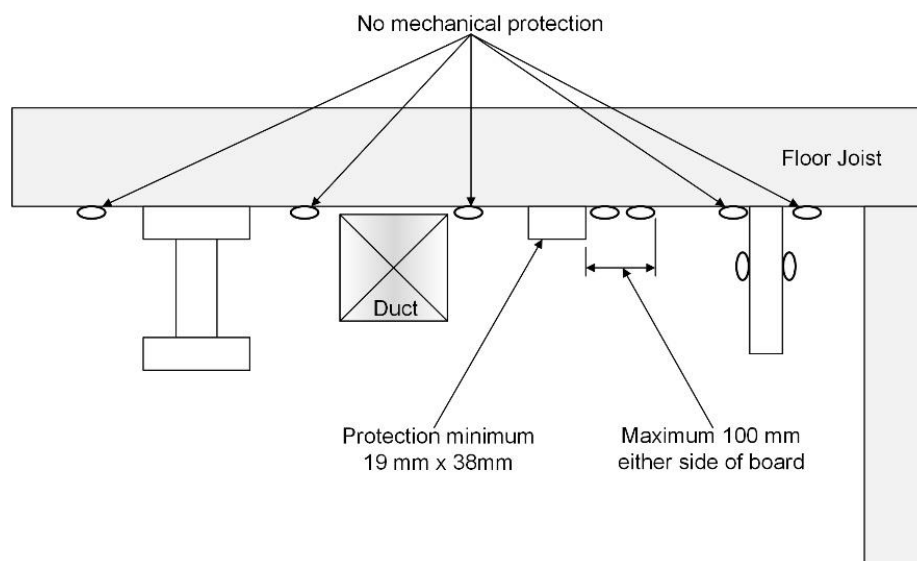 No mechanical protection
Floor Joist
Duct
Protection minimum
19 mm x 38mm
Maximum 100 mm
either side of board